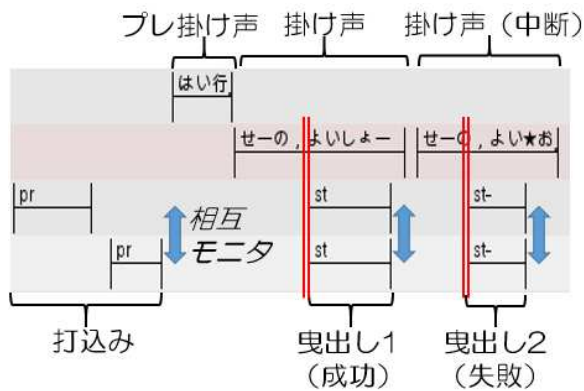 プレ掛け声 掛け声 掛け声（中断）
はい行,
せーの，よいしょー せーの，よい★お,
pr st st-
相互
モニタ
pr st st-
打込み 曳出し1 曳出し2
（成功） （失敗）